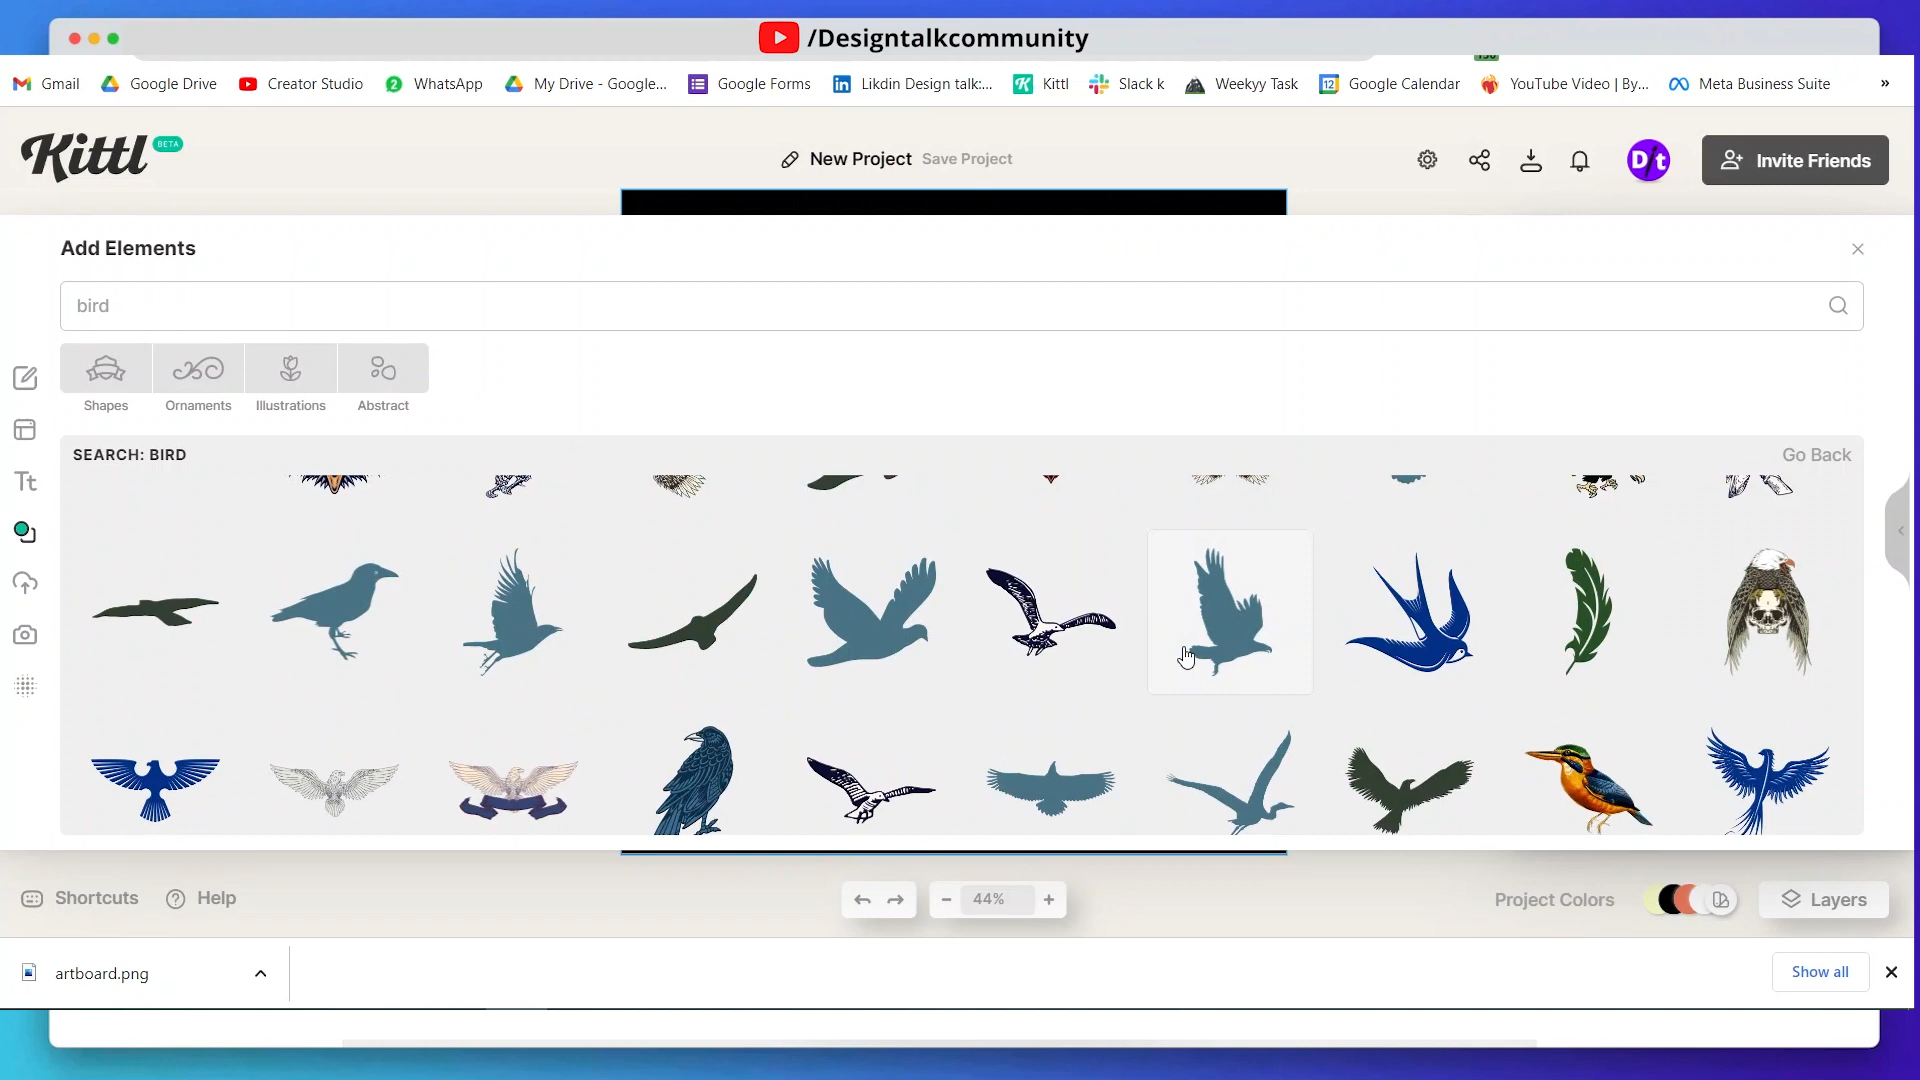 /Designtalkcommunity
Gmail Google Drive Creator Studio WhatsApp My Drive - Google... Google Forms Likdin Design talk:... Kittl Slack k Weekyy Task Google Calendar YouTube Video | By... Meta Business Suite »
Kittl BETA
New Project Save Project
D/t
Invite Friends
Add Elements
bird
Shapes Ornaments Illustrations Abstract
SEARCH: BIRD Go Back
Tt
Shortcuts Help 44% Project Colors Layers
artboard.png Show all